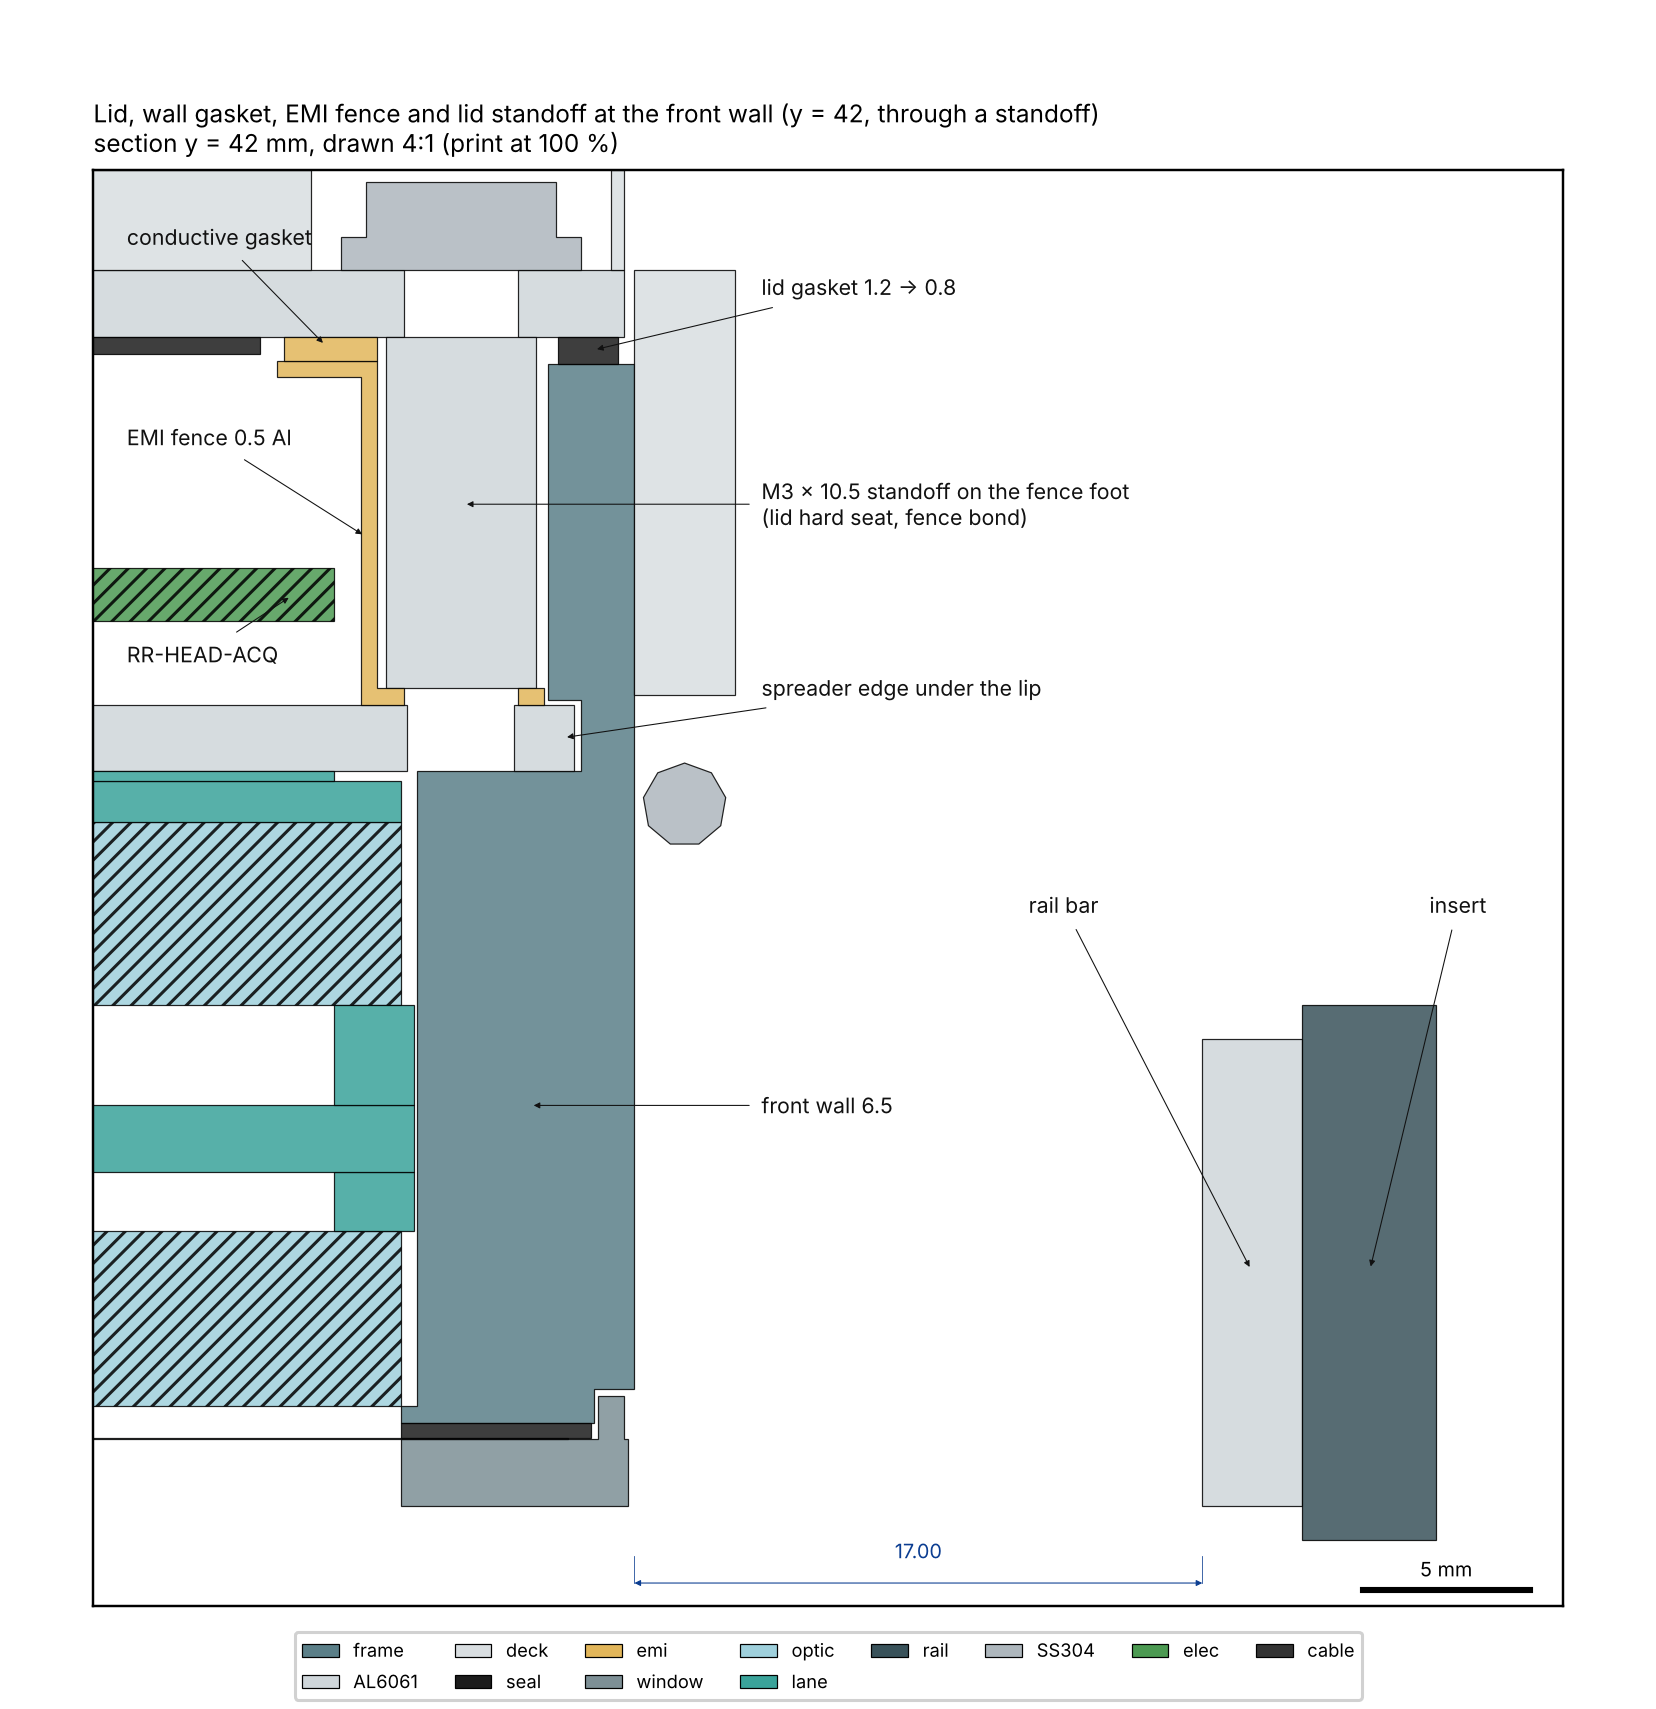 Lid, wall gasket, EMI fence and lid standoff at the front wall (y = 42, through a standoff)
section y = 42 mm, drawn 4:1 (print at 100 %)
conductive gasket
lid gasket 1.2 → 0.8
EMI fence 0.5 Al
M3 × 10.5 standoff on the fence foot
(lid hard seat, fence bond)
RR-HEAD-ACQ
spreader edge under the lip
rail bar
insert
front wall 6.5
17.00
5 mm
frame deck emi optic rail SS304 elec cable
AL6061 seal window lane